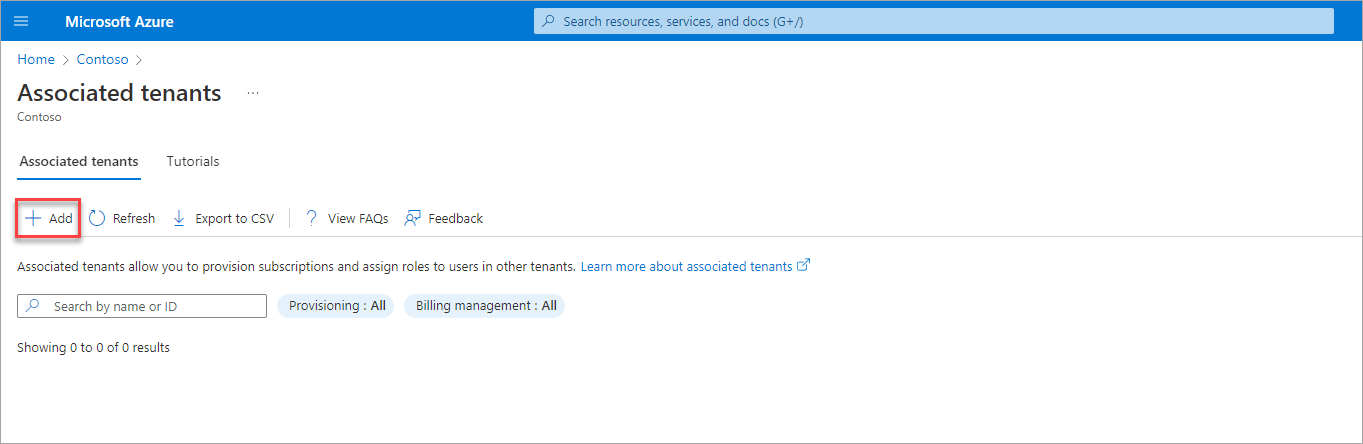 Microsoft Azure
Search resources, services, and docs (G+/)
Home > Contoso >
Associated tenants ...
Contoso
Associated tenants Tutorials
Add Refresh Export to CSV View FAQs Feedback
Associated tenants allow you to provision subscriptions and assign roles to users in other tenants. Learn more about associated tenants
Search by name or ID Provisioning : All Billing management : All
Showing 0 to 0 of 0 results